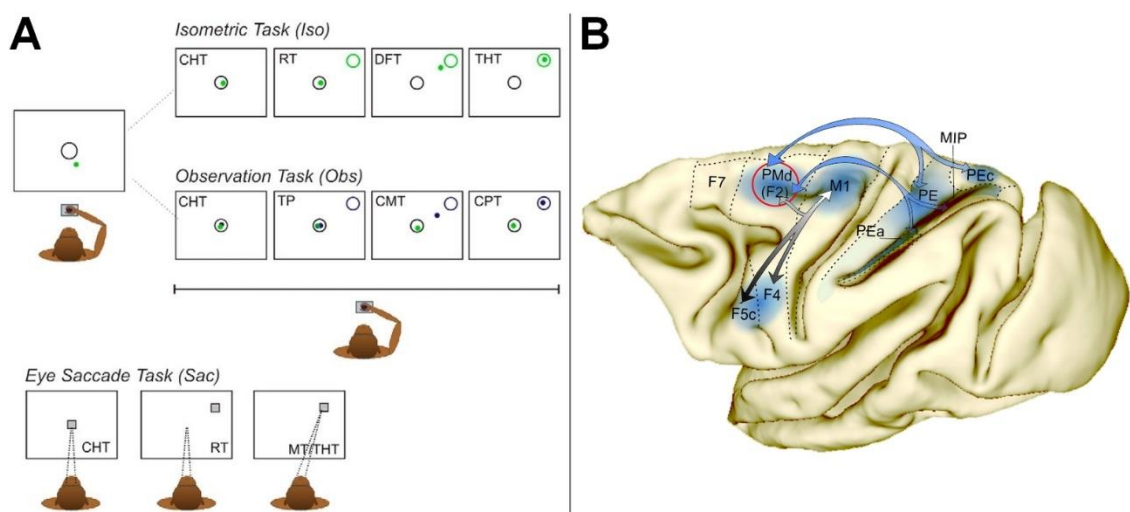 A
Isometric Task (Iso)
CHT
RT
DFT
THT
Observation Task (Obs)
CHT
TP
CMT
CPT
Eye Saccade Task (Sac)
CHT
RT
MT/THT
B
MIP
F7
PMd
(F2)
M1
PE
PEc
PEa
F4
F5c